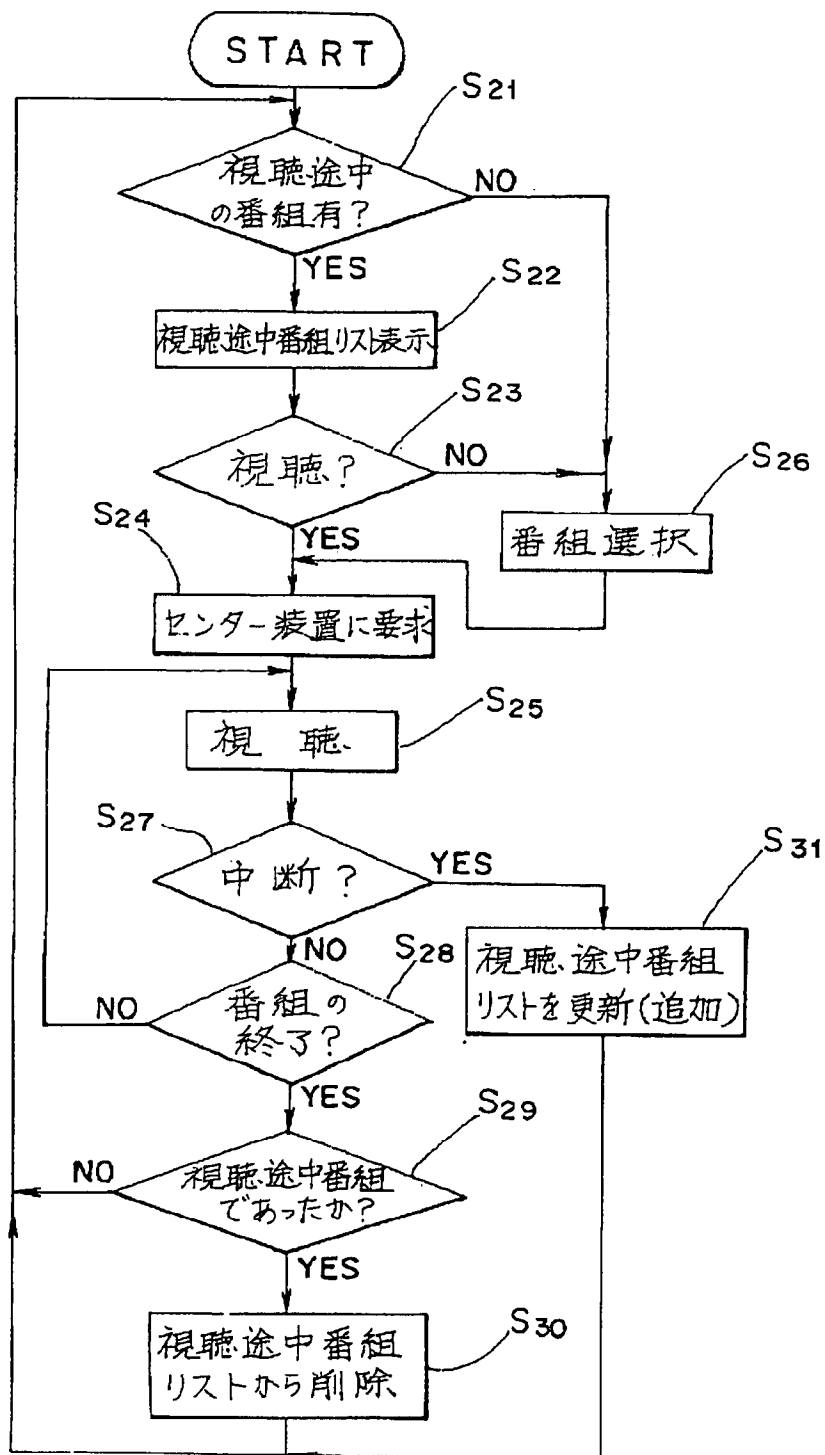 START
S21
視聴途中
の番組有?
NO
YES
S22
視聴途中番組リスト表示
S23
視聴?
NO
S26
番組選択
S24
YES
センター装置に要求
S25
視聴
S27
中断?
YES
S31
視聴途中番組
リストを更新(追加)
NO
S28
番組の
終了?
NO
YES
S29
視聴途中番組
であったか?
NO
YES
S30
視聴途中番組
リストから削除